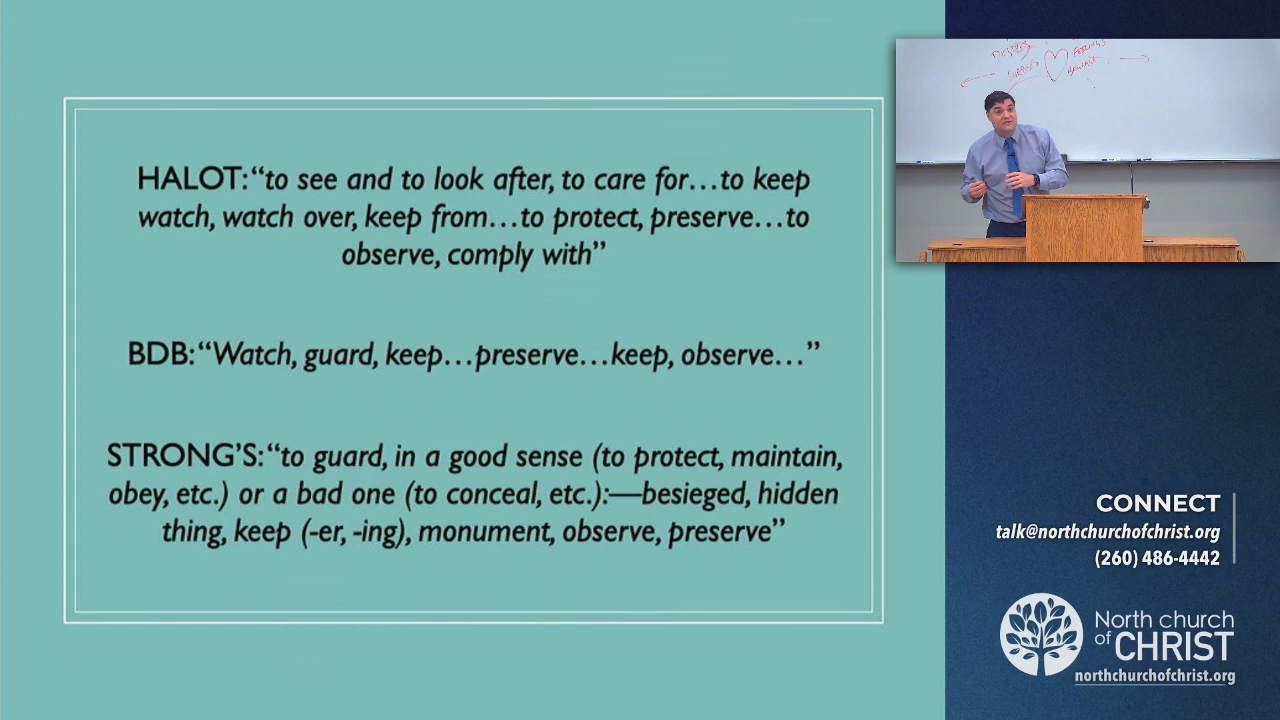 HALOT: “to see and to look after, to care for…to keep
watch, watch over, keep from…to protect, preserve…to
observe, comply with”
BDB: “Watch, guard, keep…preserve…keep, observe…”
STRONG’S: “to guard, in a good sense (to protect, maintain,
obey, etc.) or a bad one (to conceal, etc.):—besieged, hidden
thing, keep (-er, -ing), monument, observe, preserve”
CONNECT
talk@northchurchofchrist.org
(260) 486-4442
North church
of CHRIST
northchurchofchrist.org